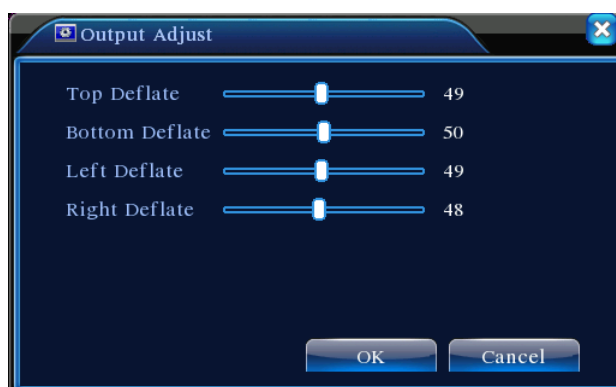 Output Adjust
Top Deflate 49
Bottom Deflate 50
Left Deflate 49
Right Deflate 48
OK Cancel